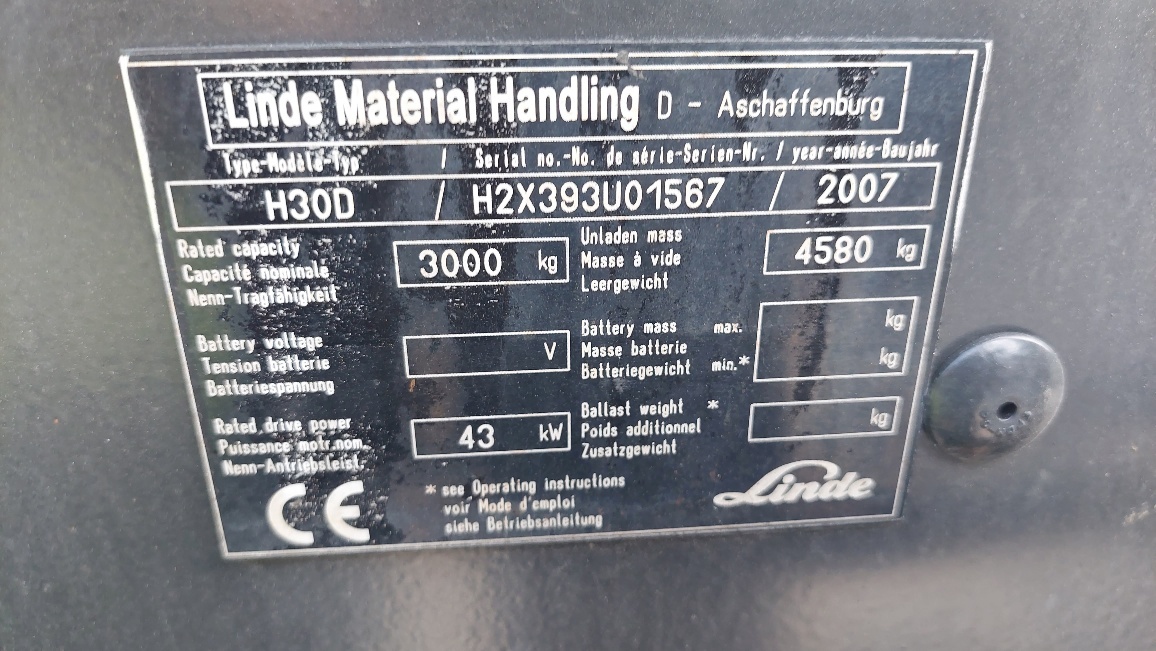 Linde Material Handling D - Aschaffenburg
Type-Modèle-Typ / Serial no.-No. de série-Serien-Nr. / year-année-Baujahr
H30D / H2X393U01567 / 2007
Rated capacity
Capacité nominale
Nenn-Tragfähigkeit
3000 kg
Unladen mass
Masse à vide
Leergewicht
4580 kg
Battery voltage
Tension batterie
Batteriespannung
V
Battery mass max.
Masse batterie
Batteriegewicht min.*
kg
kg
Rated drive power
Puissance motr.nom.
Nenn-Antriebsleist.
43 kW
Ballast weight *
Poids additionnel
Zusatzgewicht
kg
CE
* see Operating instructions
voir Mode d'emploi
siehe Betriebsanleitung
Linde